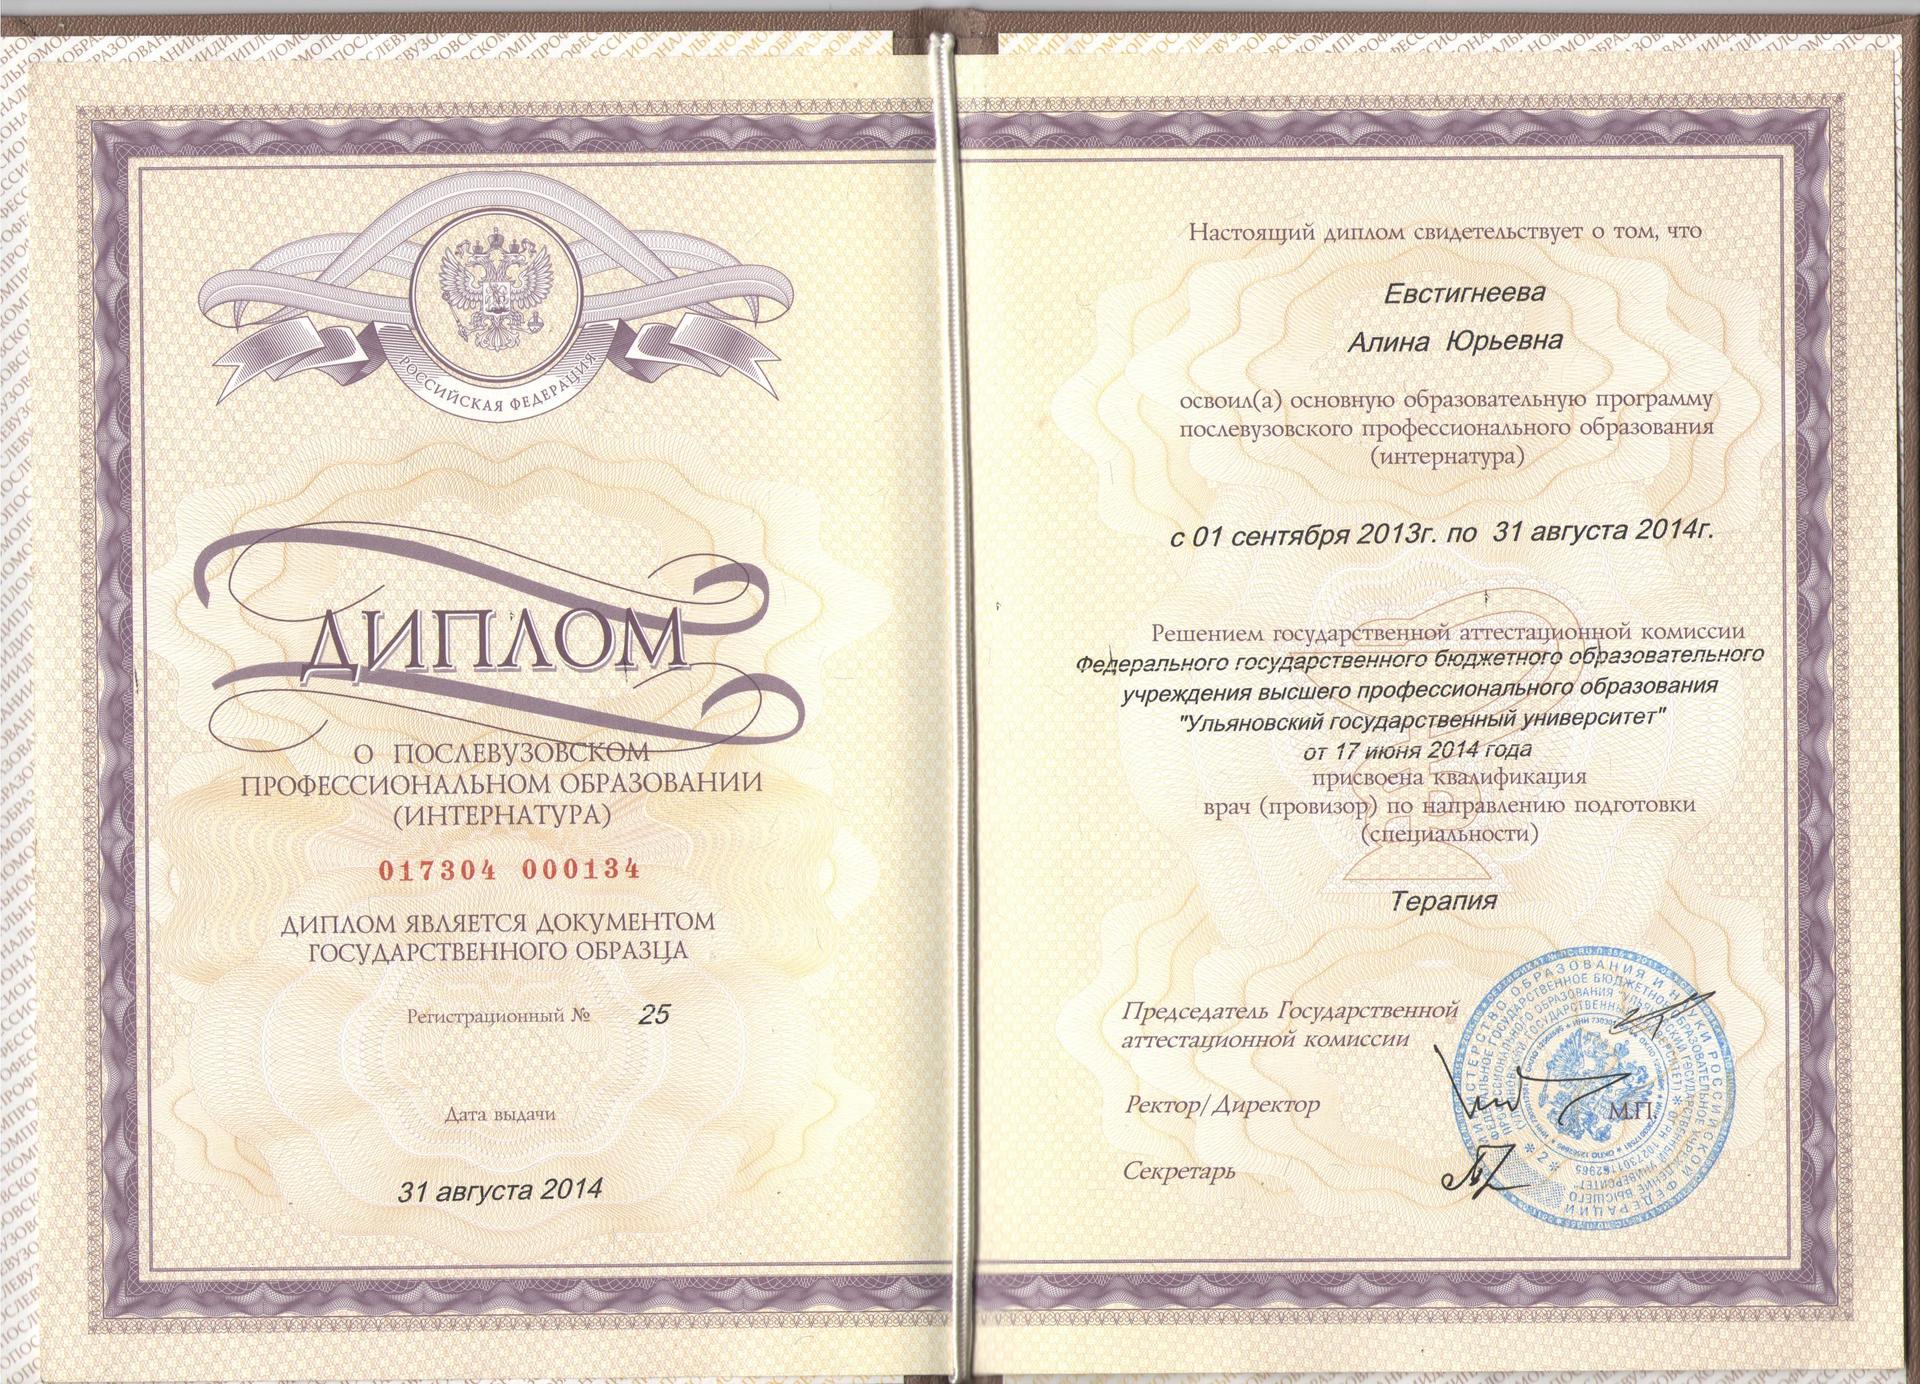 РОССИЙСКАЯ ФЕДЕРАЦИЯ
ДИПЛОМ
О ПОСЛЕВУЗОВСКОМ
ПРОФЕССИОНАЛЬНОМ ОБРАЗОВАНИИ
(ИНТЕРНАТУРА)
017304 000134
ДИПЛОМ ЯВЛЯЕТСЯ ДОКУМЕНТОМ
ГОСУДАРСТВЕННОГО ОБРАЗЦА
Регистрационный № 25
Дата выдачи
31 августа 2014
Настоящий диплом свидетельствует о том, что
Евстигнеева
Алина Юрьевна
освоил(а) основную образовательную программу
послевузовского профессионального образования
(интернатура)
с 01 сентября 2013г. по 31 августа 2014г.
Решением государственной аттестационной комиссии
Федерального государственного бюджетного образовательного
учреждения высшего профессионального образования
"Ульяновский государственный университет"
от 17 июня 2014 года
присвоена квалификация
врач (провизор) по направлению подготовки
(специальности)
Терапия
Председатель Государственной
аттестационной комиссии
Ректор/Директор
М.П.
Секретарь